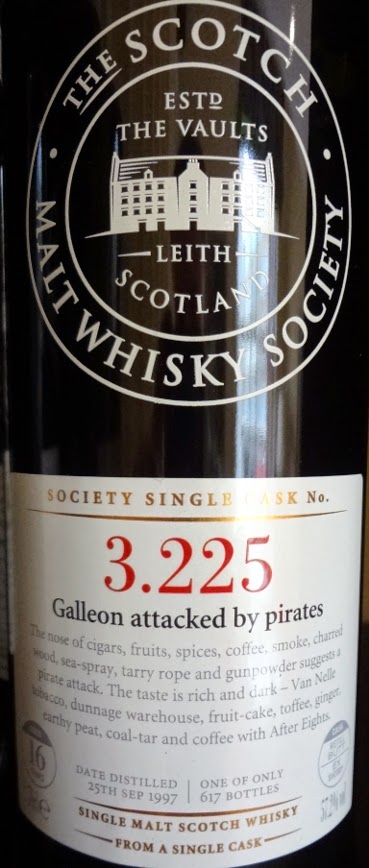 THE SCOTCH
MALT WHISKY SOCIETY
ESTD
THE VAULTS
LEITH
SCOTLAND
SOCIETY SINGLE CASK No.
3.225
Galleon attacked by pirates
The nose of cigars, fruits, spices, coffee, smoke, charred
wood, sea-spray, tarry rope and gunpowder suggests a
pirate attack. The taste is rich and dark – Van Nelle
tobacco, dunnage warehouse, fruit-cake, toffee, ginger,
earthy peat, coal-tar and coffee with After Eights.
16
DATE DISTILLED
25TH SEP 1997
ONE OF ONLY
617 BOTTLES
57.2%
SINGLE MALT SCOTCH WHISKY
FROM A SINGLE CASK